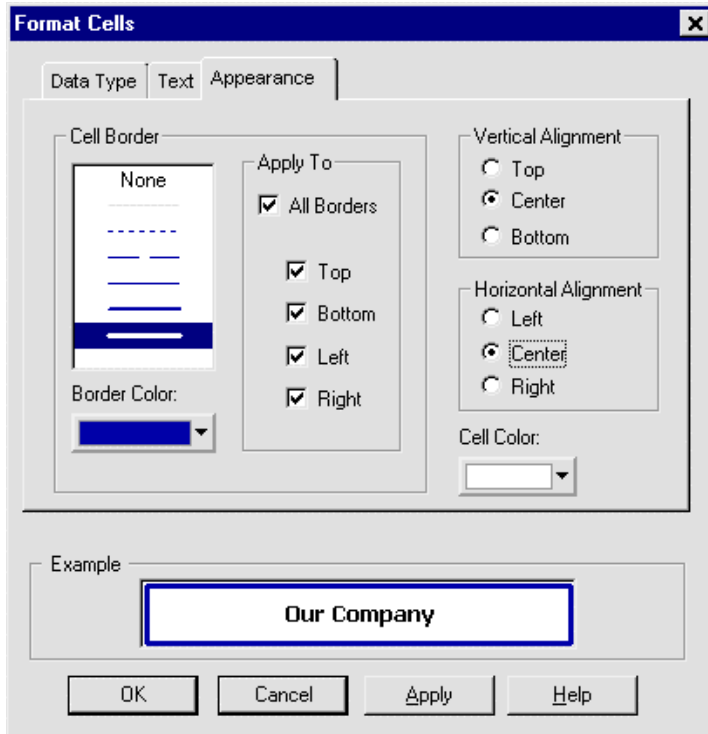 Format Cells
Data Type Text Appearance
Cell Border
None
Border Color:
Apply To
All Borders
Top
Bottom
Left
Right
Vertical Alignment
Top
Center
Bottom
Horizontal Alignment
Left
Center
Right
Cell Color:
Example
Our Company
OK Cancel Apply Help